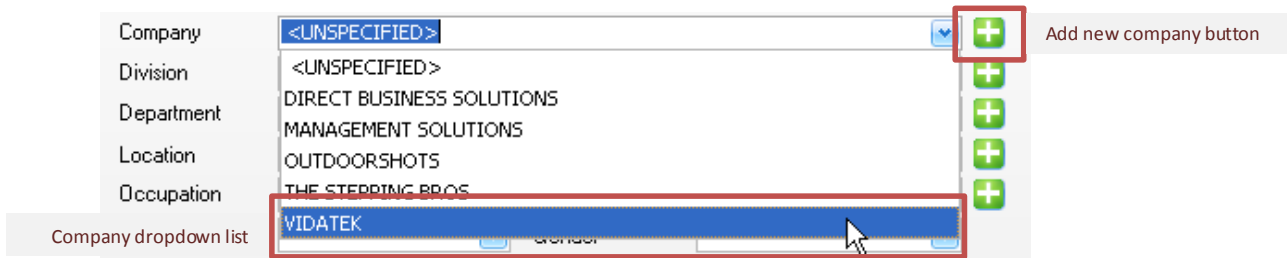 Company <UNSPECIFIED> Add new company button
Division <UNSPECIFIED>
DIRECT BUSINESS SOLUTIONS
Department
MANAGEMENT SOLUTIONS
Location OUTDOORSHOTS
Occupation THE STEPPING BROS
VIDATEK
Company dropdown list